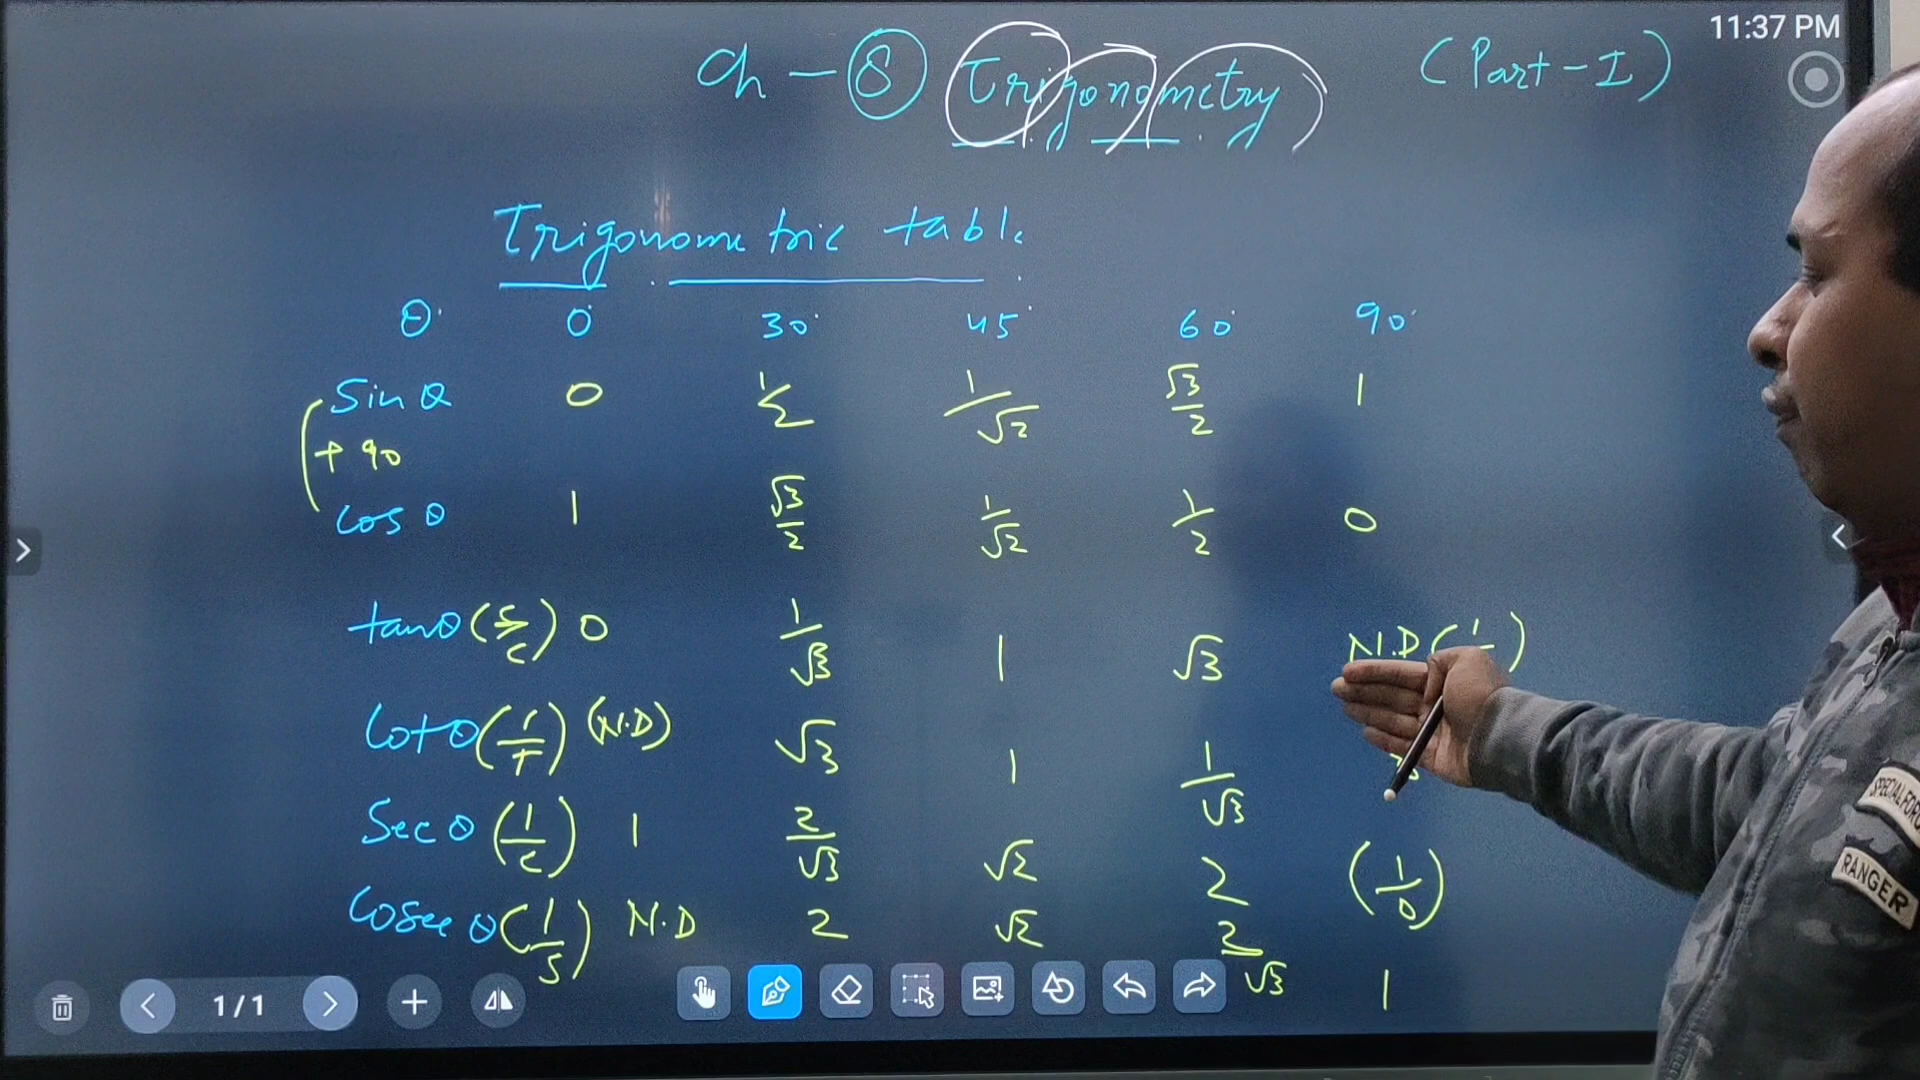 11:37 PM
Ch - 8 Trigonometry (Part - I)
Trigonometric table
θ 0° 30° 45° 60° 90°
Sin θ 0 1/2 1/√2 √3/2 1
+ 90
Cos θ 1 √3/2 1/√2 1/2 0
tan θ (S/C) 0 1/√3 1 √3 N.D (1/
Cot θ (1/T) (N.D) √3 1 1/√3
Sec θ (1/C) 1 2/√3 √2 2 (1/0)
Cosec θ (1/S) N.D 2 √2 2/√3 1
1/1
SPECIAL FORC
RANGER